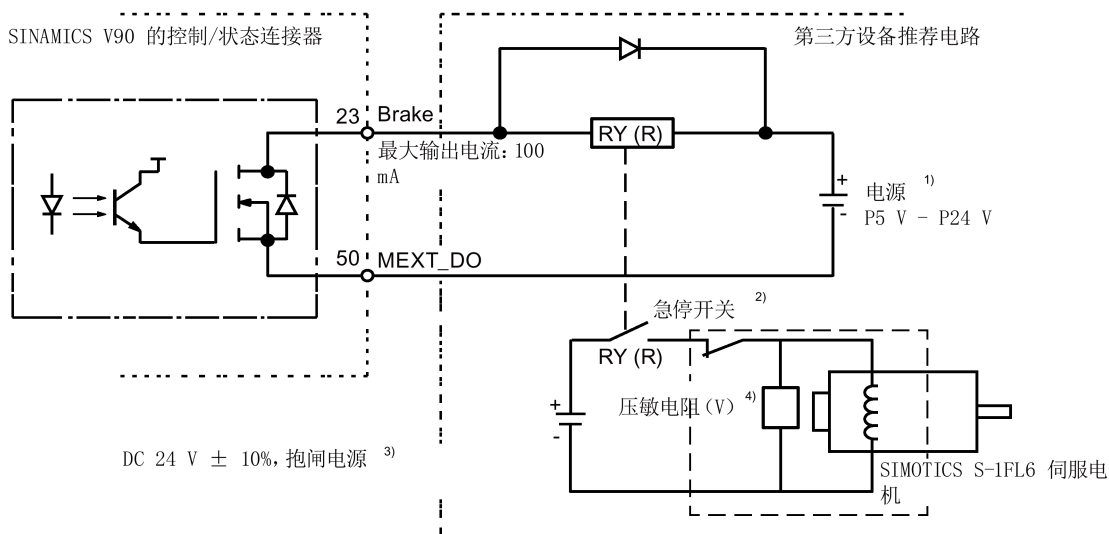 SINAMICS V90 的控制/状态连接器
第三方设备推荐电路
23
Brake
RY (R)
最大输出电流：100
mA
+
电源 1)
-
P5 V - P24 V
50
MEXT_DO
急停开关 2)
RY (R)
压敏电阻(V) 4)
+
-
DC 24 V ± 10%，抱闸电源 3)
SIMOTICS S-1FL6 伺服电
机